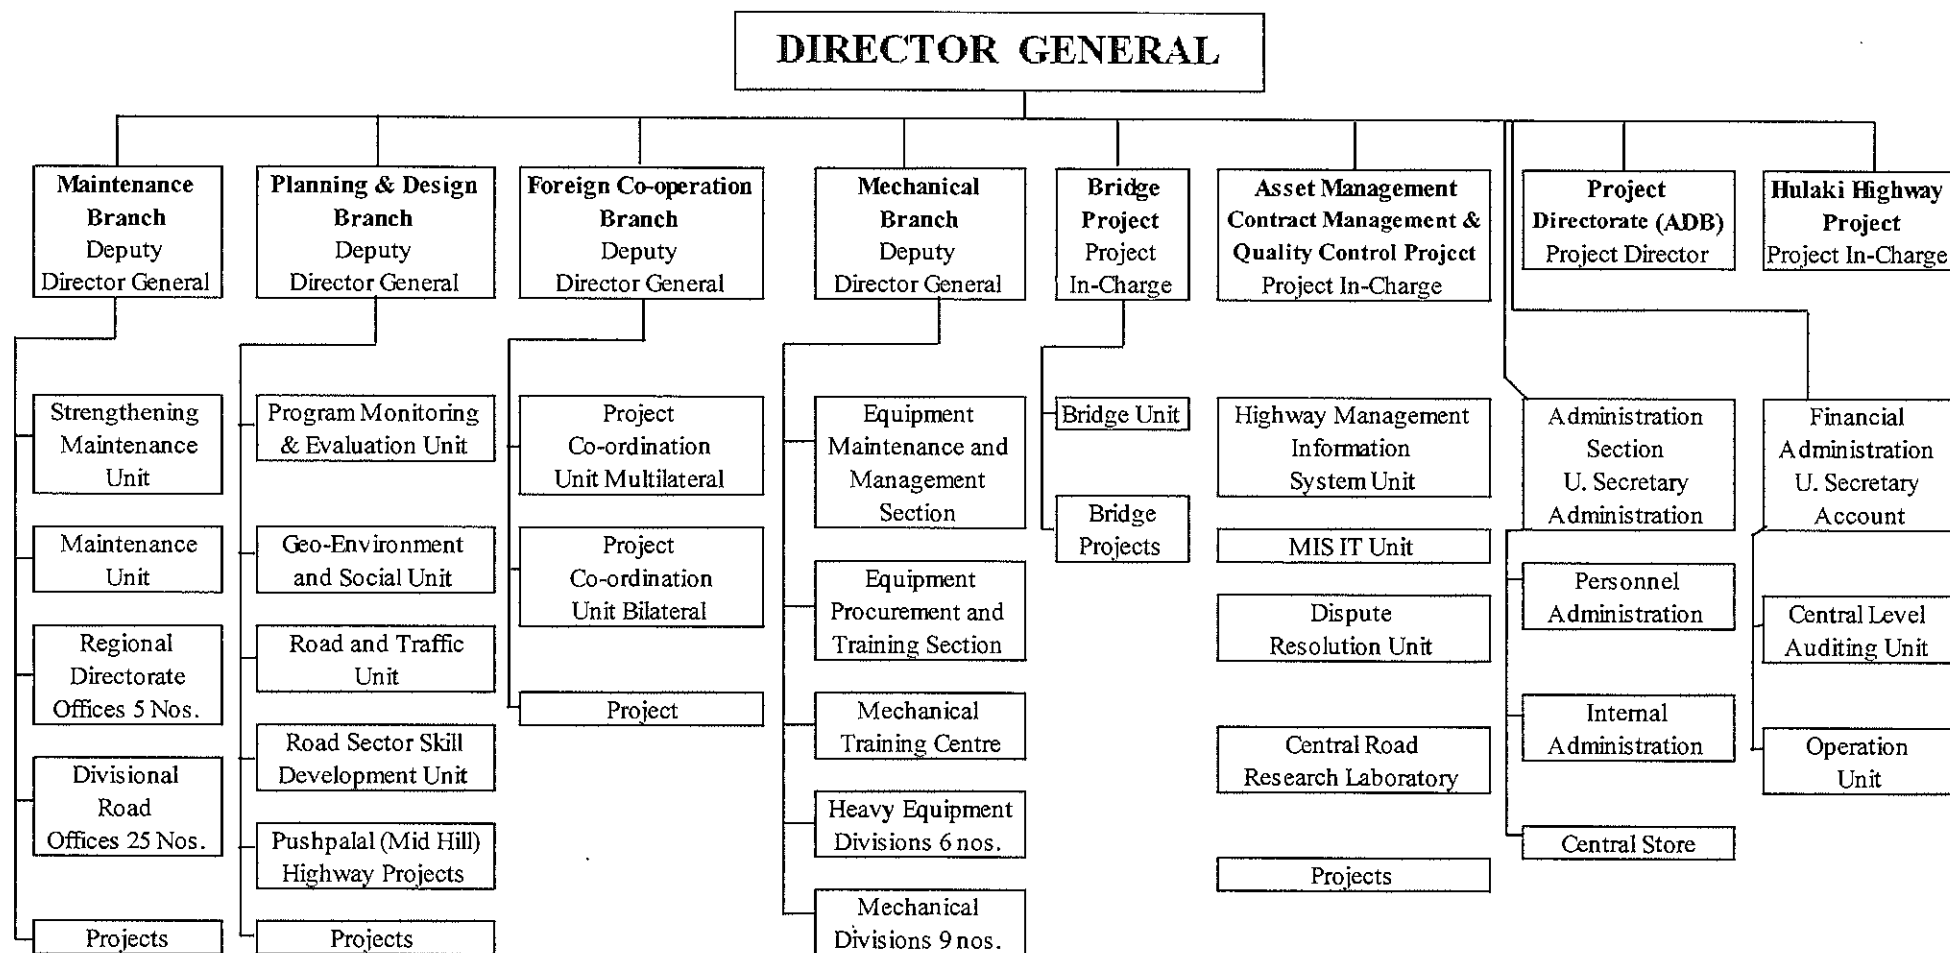 DIRECTOR GENERAL
Maintenance
Branch
Deputy
Director General
Planning & Design
Branch
Deputy
Director General
Foreign Co-operation
Branch
Deputy
Director General
Mechanical
Branch
Deputy
Director General
Bridge
Project
Project
In-Charge
Asset Management
Contract Management &
Quality Control Project
Project In-Charge
Project
Directorate (ADB)
Project Director
Hulaki Highway
Project
Project In-Charge
Strengthening
Maintenance
Unit
Maintenance
Unit
Regional
Directorate
Offices 5 Nos.
Divisional
Road
Offices 25 Nos.
Projects
Program Monitoring
& Evaluation Unit
Geo-Environment
and Social Unit
Road and Traffic
Unit
Road Sector Skill
Development Unit
Pushpalal (Mid Hill)
Highway Projects
Projects
Project
Co-ordination
Unit Multilateral
Project
Co-ordination
Unit Bilateral
Project
Equipment
Maintenance and
Management
Section
Equipment
Procurement and
Training Section
Mechanical
Training Centre
Heavy Equipment
Divisions 6 nos.
Mechanical
Divisions 9 nos.
Bridge Unit
Bridge
Projects
Highway Management
Information
System Unit
MIS IT Unit
Dispute
Resolution Unit
Central Road
Research Laboratory
Projects
Administration
Section
U. Secretary
Administration
Personnel
Administration
Internal
Administration
Central Store
Financial
Administration
U. Secretary
Account
Central Level
Auditing Unit
Operation
Unit